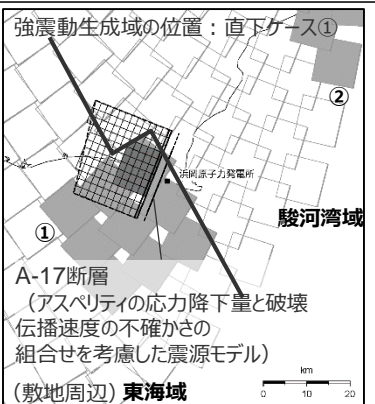 強震動生成域の位置：直下ケース①
②
浜岡原子力発電所
駿河湾域
①
A-17断層
（アスペリティの応力降下量と破壊
伝播速度の不確かさの
組合せを考慮した震源モデル）
(敷地周辺) 東海域
km
0 10 20